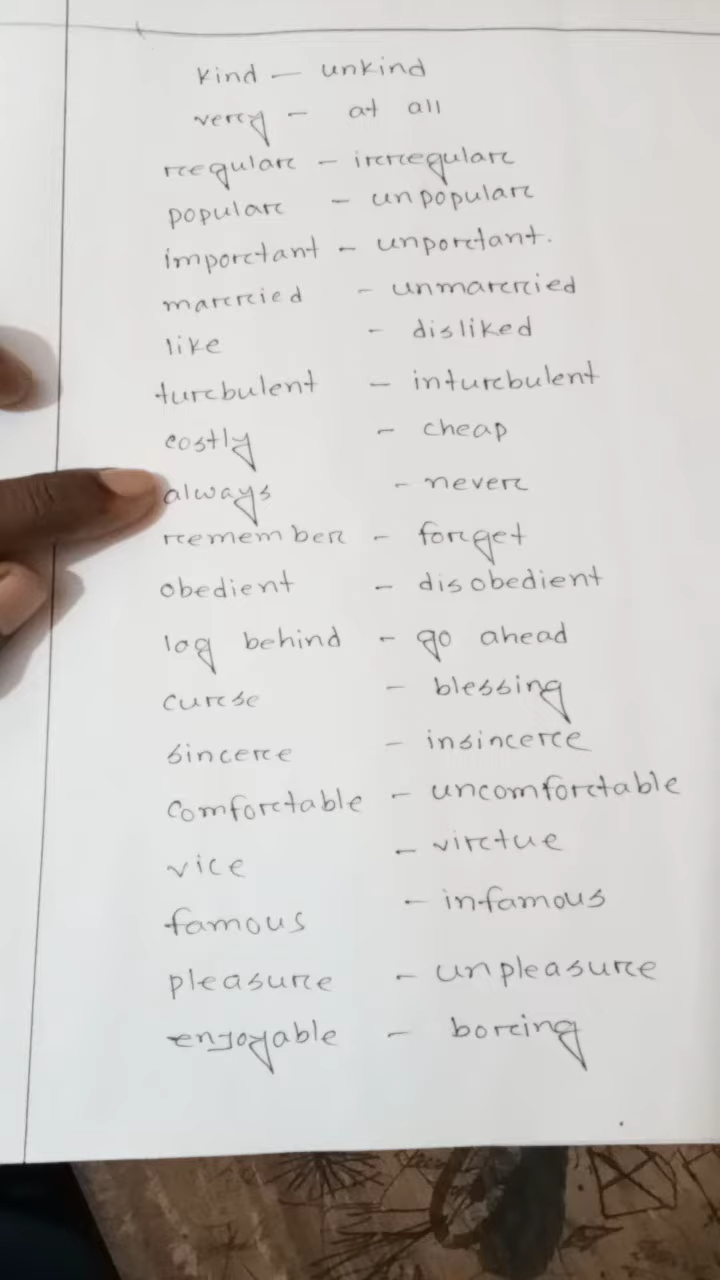 kind - unkind
very - at all
regular - irregular
popular - unpopular
important - unportant.
married - unmarried
like - disliked
turbulent - inturbulent
costly - cheap
always - never
remember - forget
obedient - disobedient
log behind - go ahead
curse - blessing
sincere - insincere
comfortable - uncomfortable
vice - virtue
famous - infamous
pleasure - unpleasure
enjoyable - boring